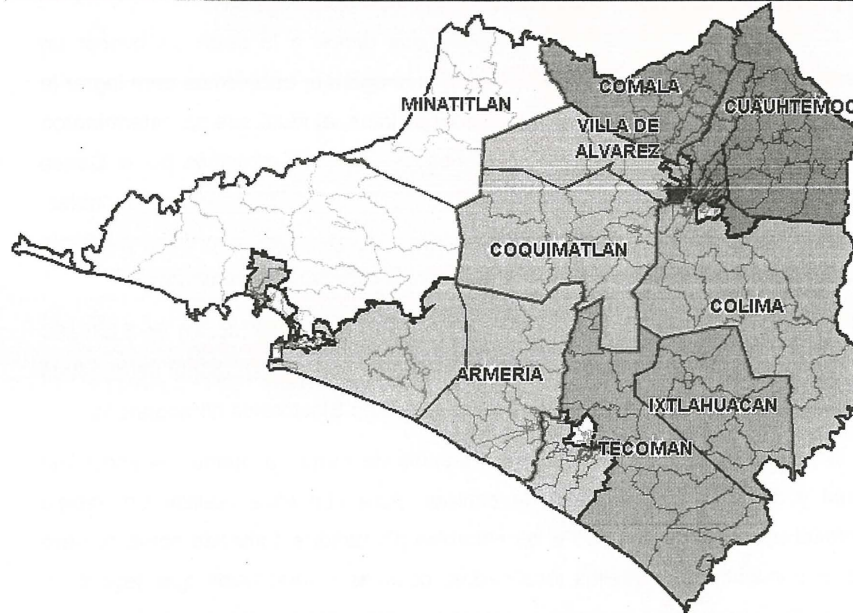 COMALA
MINATITLAN
CUAUHTEMOC
VILLA DE
ALVAREZ
COQUIMATLAN
COLIMA
ARMERIA
IXTLAHUACAN
TECOMAN